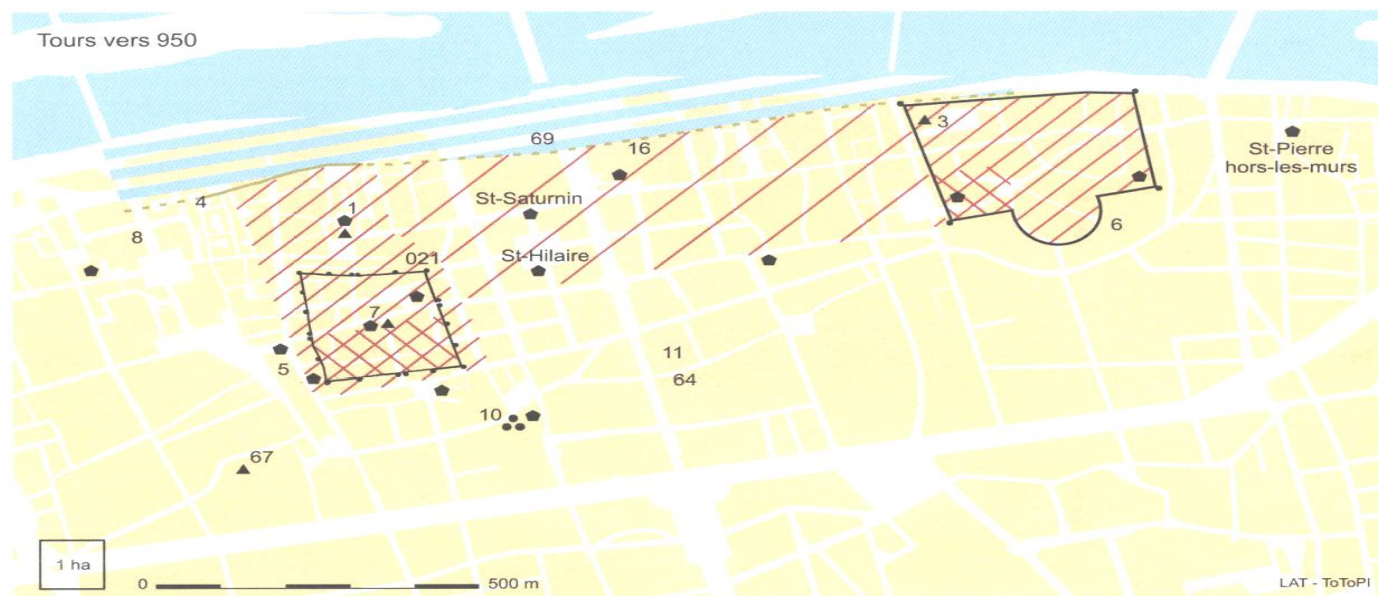 Tours vers 950
3
69
16
St-Pierre
hors-les-murs
St-Saturnin
4
1
6
8
St-Hilaire
021
7
11
5
64
10
67
1 ha
0
500 m
LAT - ToToPI